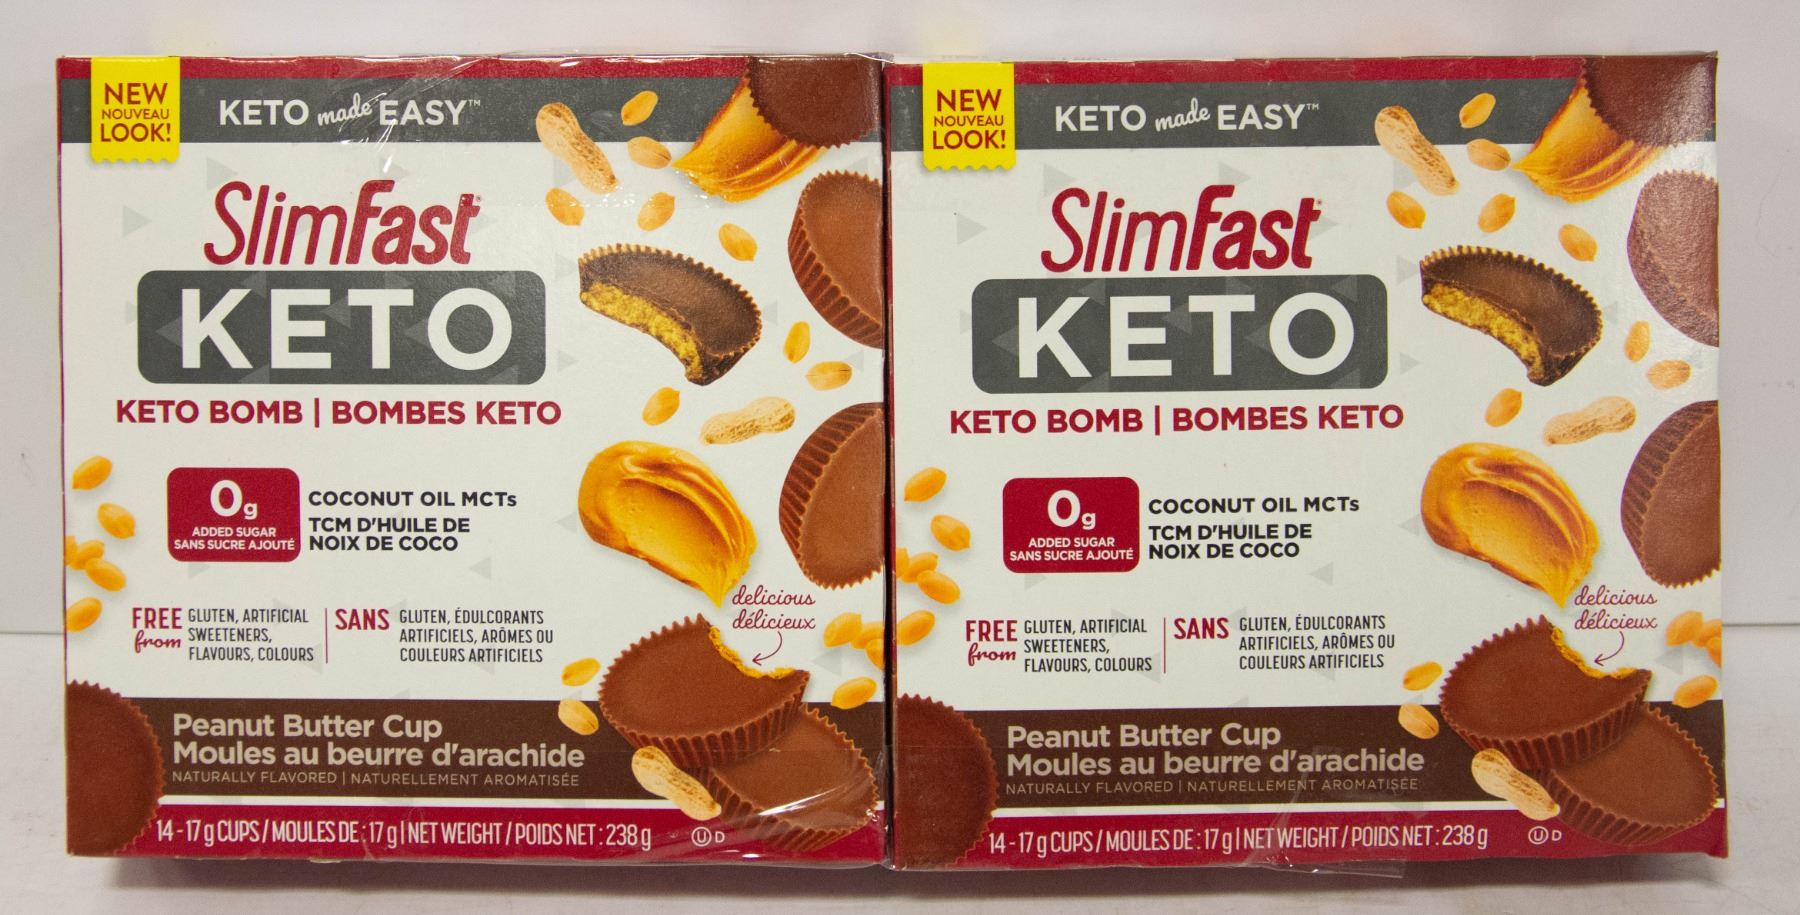 NEW
NOUVEAU
LOOK!
KETO made EASY™
SlimFast®
KETO
KETO BOMB | BOMBES KETO
0g
ADDED SUGAR
SANS SUCRE AJOUTÉ
COCONUT OIL MCTs
TCM D'HUILE DE
NOIX DE COCO
delicious
délicieux
FREE from
GLUTEN, ARTIFICIAL
SWEETENERS,
FLAVOURS, COLOURS
SANS
GLUTEN, ÉDULCORANTS
ARTIFICIELS, ARÔMES OU
COULEURS ARTIFICIELS
Peanut Butter Cup
Moules au beurre d'arachide
NATURALLY FLAVORED | NATURELLEMENT AROMATISÉE
14 - 17 g CUPS / MOULES DE : 17 g | NET WEIGHT / POIDS NET : 238 g
U D
NEW
NOUVEAU
LOOK!
KETO made EASY™
SlimFast®
KETO
KETO BOMB | BOMBES KETO
0g
ADDED SUGAR
SANS SUCRE AJOUTÉ
COCONUT OIL MCTs
TCM D'HUILE DE
NOIX DE COCO
delicious
délicieux
FREE from
GLUTEN, ARTIFICIAL
SWEETENERS,
FLAVOURS, COLOURS
SANS
GLUTEN, ÉDULCORANTS
ARTIFICIELS, ARÔMES OU
COULEURS ARTIFICIELS
Peanut Butter Cup
Moules au beurre d'arachide
NATURALLY FLAVORED | NATURELLEMENT AROMATISÉE
14 - 17 g CUPS / MOULES DE : 17 g | NET WEIGHT / POIDS NET : 238 g
U D